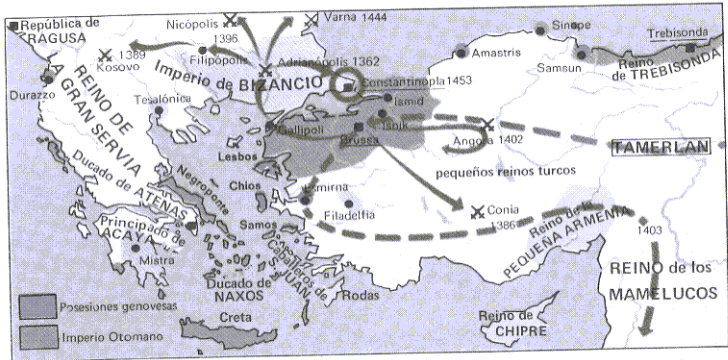 República de
RAGUSA
Nicópolis
1396
Varna 1444
1389
Kosovo
Filipópolis
Adrianópolis 1362
Imperio de BIZANCIO
Constantinopla 1453
REINO DE
LA GRAN SERVIA
Durazzo
Tesalónica
Gallipoli
Ismid
Isnik
Brussa
Sinope
Amastris
Samsun
Trebisonda
Reino
de TREBISONDA
Angora 1402
TAMERLAN
pequeños reinos turcos
Lesbos
Chios
Esmirna
Filadelfia
Samos
Conia
1386
Ducado de ATENAS
Negroponte
Principado de
ACAYA
Mistra
Ducado de
NAXOS
Caballeros de
S. JUAN
Rodas
Creta
Reino de la
PEQUEÑA ARMENIA
1403
REINO de los
MAMELUCOS
Reino de
CHIPRE
Posesiones genovesas
Imperio Otomano